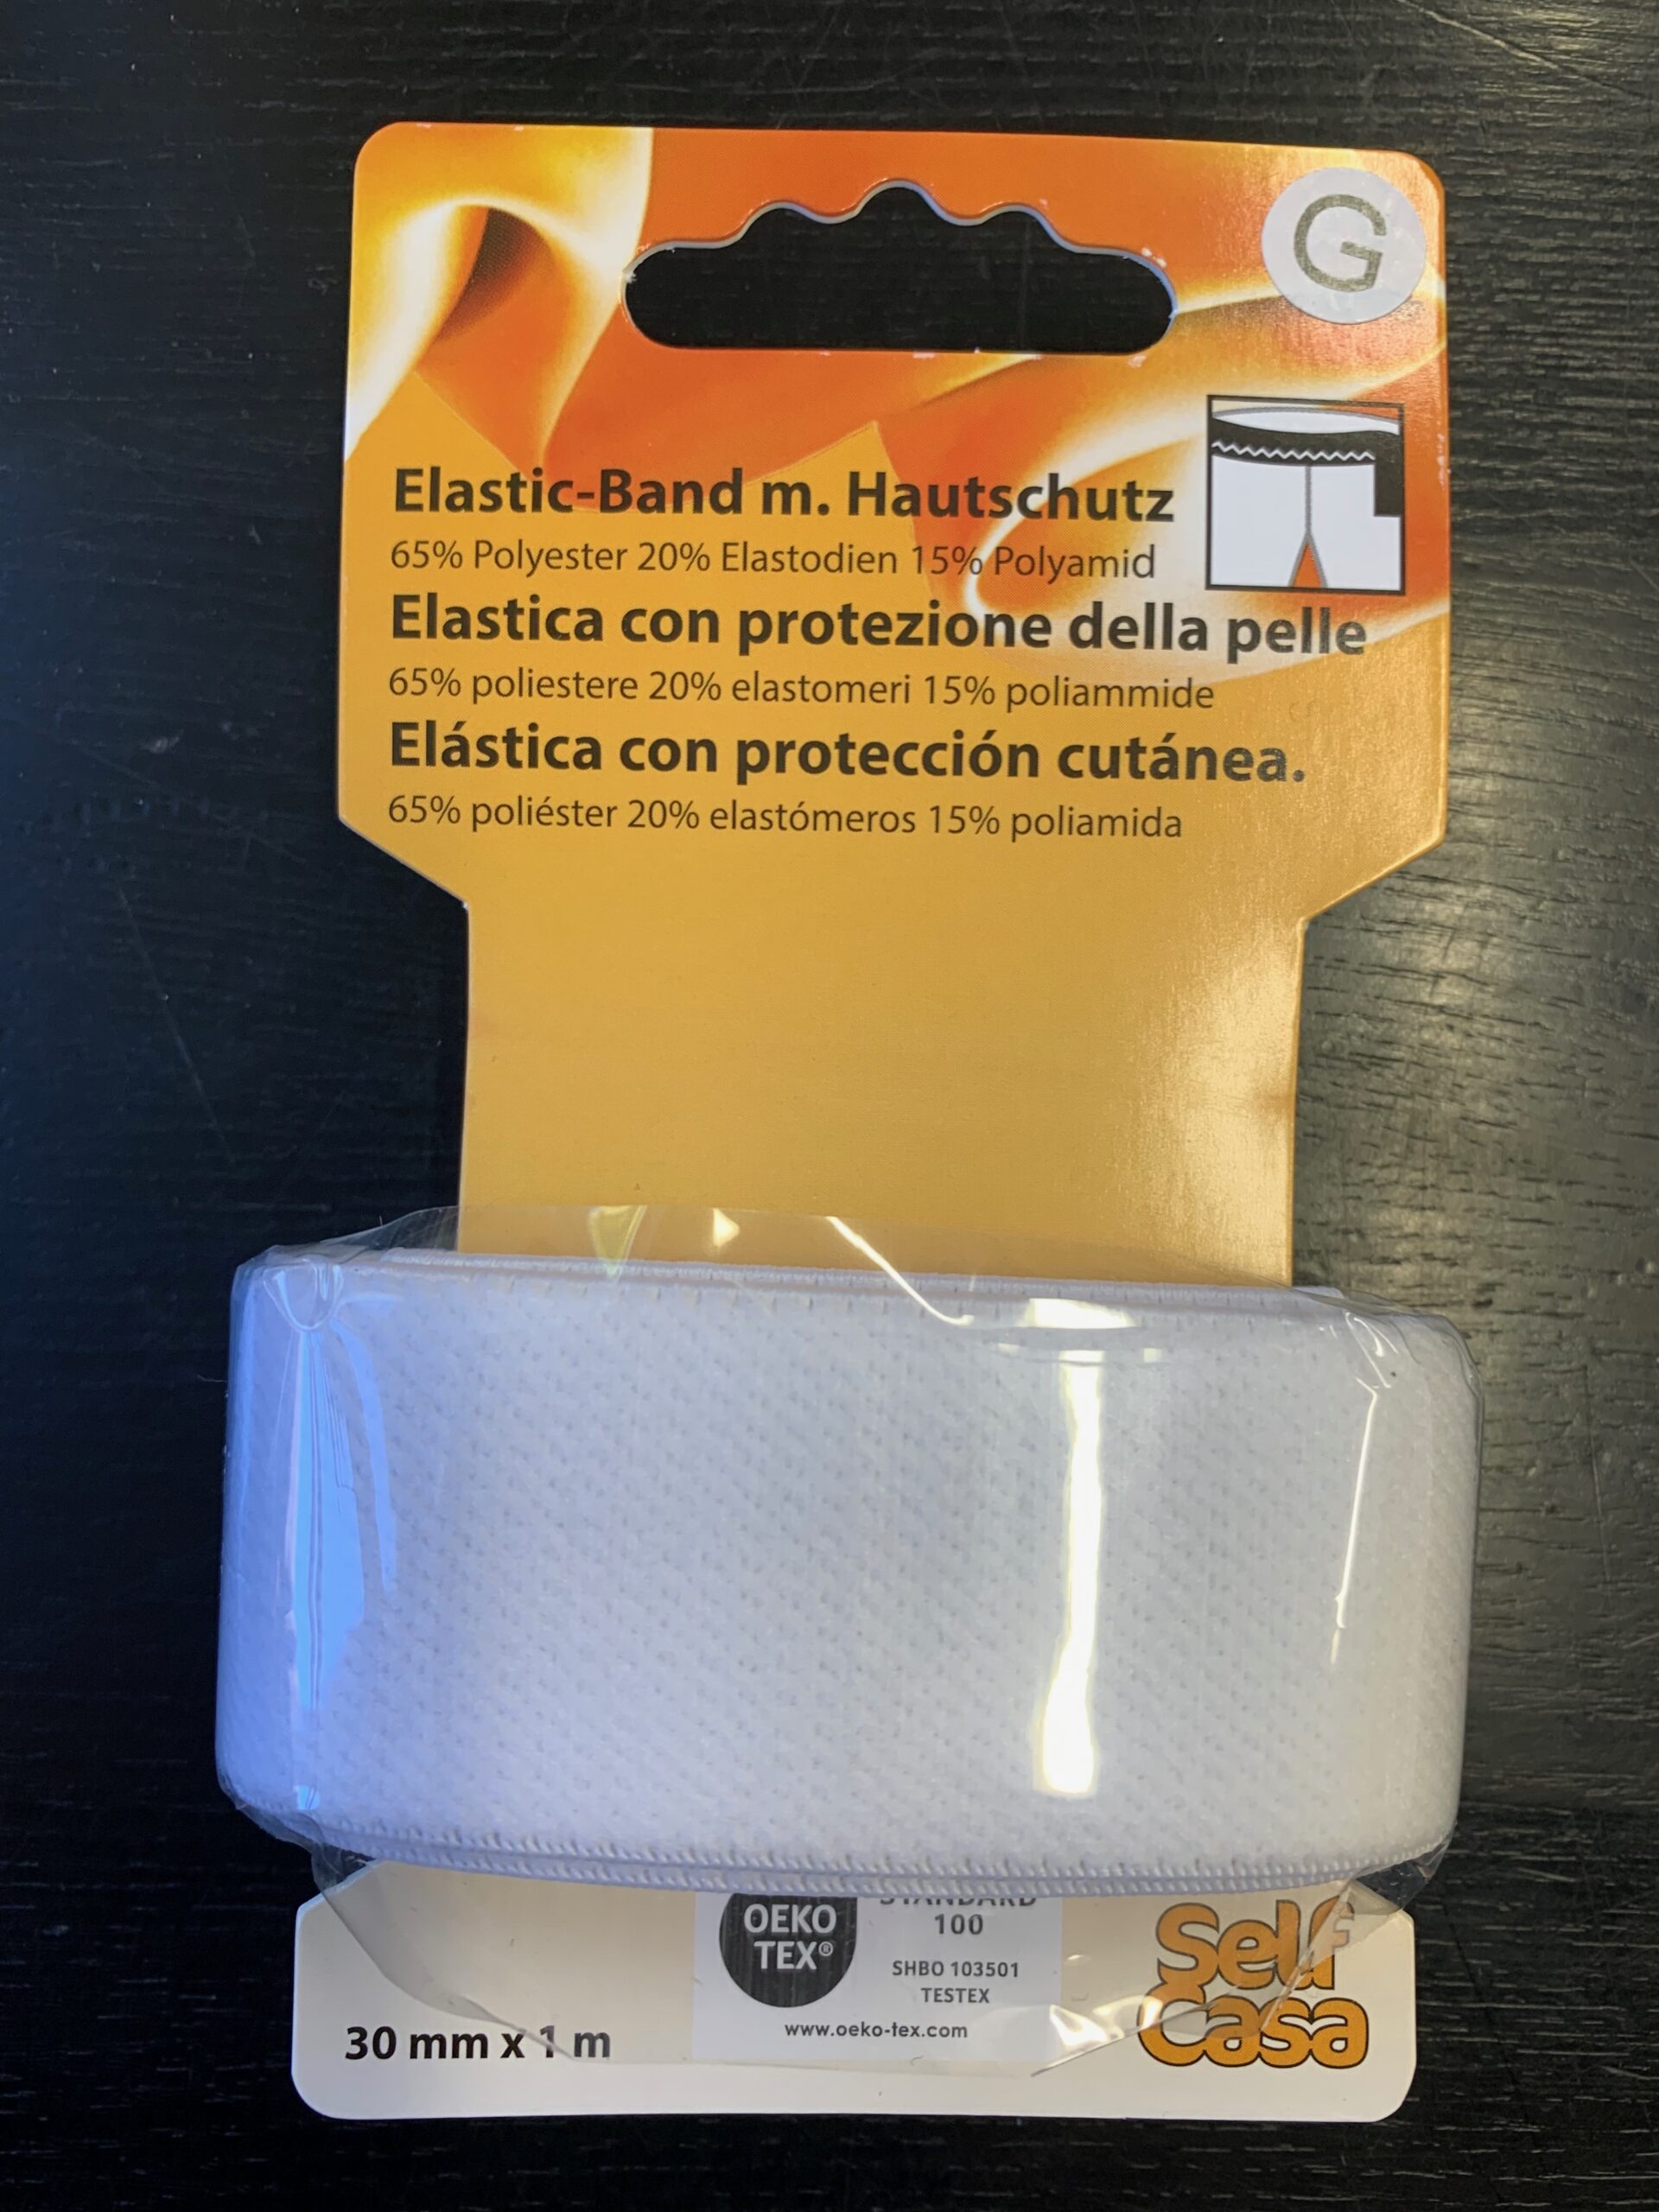 G
Elastic-Band m. Hautschutz
65% Polyester 20% Elastodien 15% Polyamid
Elastica con protezione della pelle
65% poliestere 20% elastomeri 15% poliammide
Elástica con protección cutánea.
65% poliéster 20% elastómeros 15% poliamida
OEKO
TEX®
STANDARD
100
SHBO 103501
TESTEX
www.oeko-tex.com
30 mm x 1 m
Self
Casa